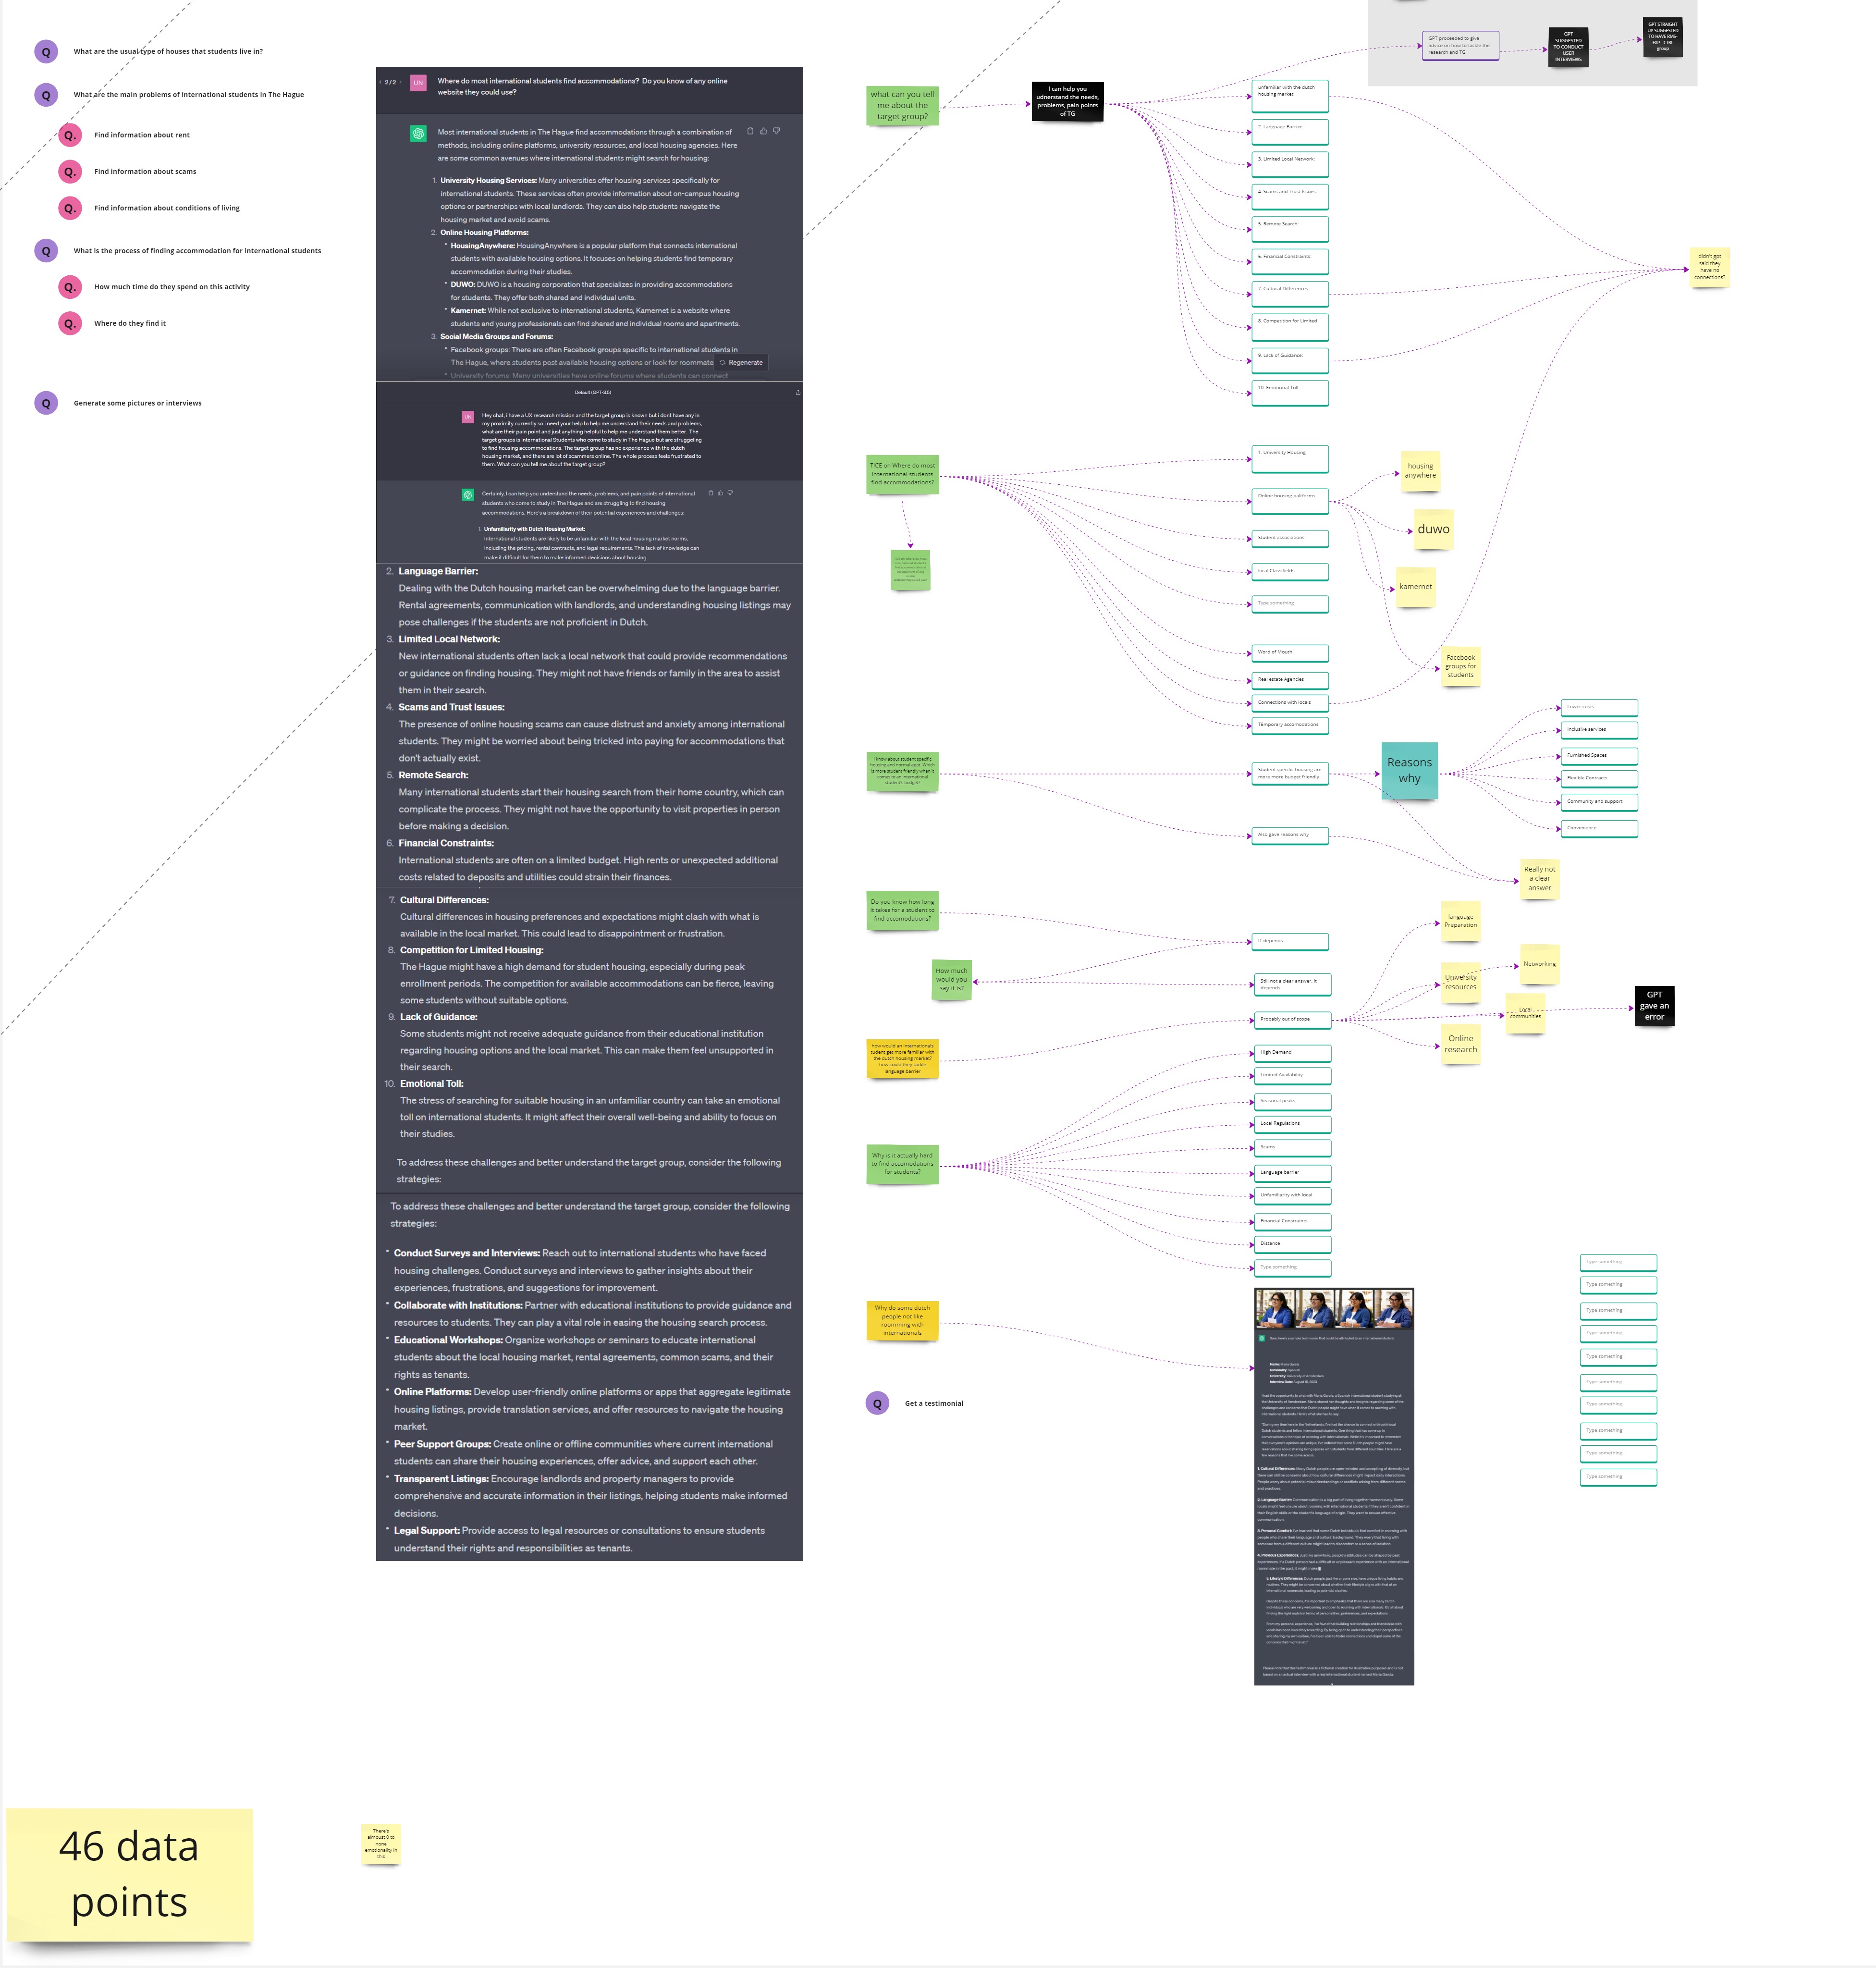 Q
What are the usual type of houses that students live in?
Q
What are the main problems of international students in The Hague
Q.
Find information about rent
Q.
Find information about scams
Q.
Find information about conditions of living
Q
What is the process of finding accommodation for international students
Q.
How much time do they spend on this activity
Q.
Where do they find it
Q
Generate some pictures or interviews
2/2
UN
Where do most international students find accommodations? Do you know of any online
website they could use?
Most international students in The Hague find accommodations through a combination of
methods, including online platforms, university resources, and local housing agencies. Here
are some common avenues where international students might search for housing:
1. University Housing Services: Many universities offer housing services specifically for
international students. These services often provide information about on-campus housing
options or partnerships with local landlords. They can also help students navigate the
housing market and avoid scams.
2. Online Housing Platforms:
• HousingAnywhere: HousingAnywhere is a popular platform that connects international
students with available housing options. It focuses on helping students find temporary
accommodation during their studies.
• DUWO: DUWO is a housing corporation that specializes in providing accommodations
for students. They offer both shared and individual units.
• Kamernet: While not exclusive to international students, Kamernet is a website where
students and young professionals can find shared and individual rooms and apartments.
3. Social Media Groups and Forums:
• Facebook groups: There are often Facebook groups specific to international students in
The Hague, where students post available housing options or look for roommate
Regenerate
• University forums: Many universities have online forums where students can connect
Default (GPT-3.5)
UN
Hey chat, i have a UX research mission and the target group is known but i dont have any in
my proximity currently so i need your help to help me understand their needs and problems,
what are their pain point and just anything helpful to help me understand them better. The
target groups is International Students who come to study in The Hague but are struggling
to find housing accommodations. The target group has no experience with the dutch
housing market, and there are lot of scammers online. The whole process feels frustrated to
them. What can you tell me about the target group?
Certainly, I can help you understand the needs, problems, and pain points of international
students who come to study in The Hague and are struggling to find housing
accommodations. Here's a breakdown of their potential experiences and challenges:
1. Unfamiliarity with Dutch Housing Market:
International students are likely to be unfamiliar with the local housing market norms,
including the pricing, rental contracts, and legal requirements. This lack of knowledge can
make it difficult for them to make informed decisions about housing.
2. Language Barrier:
Dealing with the Dutch housing market can be overwhelming due to the language barrier.
Rental agreements, communication with landlords, and understanding housing listings may
pose challenges if the students are not proficient in Dutch.
3. Limited Local Network:
New international students often lack a local network that could provide recommendations
or guidance on finding housing. They might not have friends or family in the area to assist
them in their search.
4. Scams and Trust Issues:
The presence of online housing scams can cause distrust and anxiety among international
students. They might be worried about being tricked into paying for accommodations that
don't actually exist.
5. Remote Search:
Many international students start their housing search from their home country, which can
complicate the process. They might not have the opportunity to visit properties in person
before making a decision.
6. Financial Constraints:
International students are often on a limited budget. High rents or unexpected additional
costs related to deposits and utilities could strain their finances.
7. Cultural Differences:
Cultural differences in housing preferences and expectations might clash with what is
available in the local market. This could lead to disappointment or frustration.
8. Competition for Limited Housing:
The Hague might have a high demand for student housing, especially during peak
enrollment periods. The competition for available accommodations can be fierce, leaving
some students without suitable options.
9. Lack of Guidance:
Some students might not receive adequate guidance from their educational institution
regarding housing options and the local market. This can make them feel unsupported in
their search.
10. Emotional Toll:
The stress of searching for suitable housing in an unfamiliar country can take an emotional
toll on international students. It might affect their overall well-being and ability to focus on
their studies.
To address these challenges and better understand the target group, consider the following
strategies:
To address these challenges and better understand the target group, consider the following
strategies:
• Conduct Surveys and Interviews: Reach out to international students who have faced
housing challenges. Conduct surveys and interviews to gather insights about their
experiences, frustrations, and suggestions for improvement.
• Collaborate with Institutions: Partner with educational institutions to provide guidance and
resources to students. They can play a vital role in easing the housing search process.
• Educational Workshops: Organize workshops or seminars to educate international
students about the local housing market, rental agreements, common scams, and their
rights as tenants.
• Online Platforms: Develop user-friendly online platforms or apps that aggregate legitimate
housing listings, provide translation services, and offer resources to navigate the housing
market.
• Peer Support Groups: Create online or offline communities where current international
students can share their housing experiences, offer advice, and support each other.
• Transparent Listings: Encourage landlords and property managers to provide
comprehensive and accurate information in their listings, helping students make informed
decisions.
• Legal Support: Provide access to legal resources or consultations to ensure students
understand their rights and responsibilities as tenants.
GPT proceeded to give
advice on how to tackle the
research and TG
GPT
SUGGESTED
TO CONDUCT
USER
INTERVIEWS
GPT STRAIGHT
UP SUGGESTED
TO HAVE RMS-
EXP - CTRL
group
what can you tell
me about the
target group?
I can help you
udnerstand the needs,
problems, pain points
of TG
unfamiliar with the dutch
housing market.
2. Language Barrier:
3. Limited Local Network:
4. Scams and Trust Issues:
5. Remote Search:
6. Financial Constraints:
7. Cultural Differences:
8. Competition for Limited
9. Lack of Guidance:
10. Emotional Toll:
didn't gpt
said they
have no
connections?
TICE on Where do most
international students
find accommodations?
1. University Housing
Online housing paltforms
Student associations
local Classifieds
Type something
Word of Mouth
Real estate Agencies
Connections with locals
TEmporary accomodations
housing
anywhere
duwo
kamernet
Facebook
groups for
students
I know about student specific
housing and normal appt. Which
is more student friendly when it
comes to an international
student's budget?
Student specific housing are
more more budget friendly
Also gave reasons why
Reasons
why
Lower costs
Inclusive services
Furnished Spaces
Flexible Contracts
Community and support
Convenience
Really not
a clear
answer
Do you know how long
it takes for a student to
find accomodations?
IT depends
How much
would you
say it is?
Still not a clear answer. it
depends
how would an internationals
tudent get more familiar with
the dutch housing market?
How could they tackle
language barrier
Probably out of scope
language
Preparation
Networking
University
resources
Local
communities
Online
research
GPT
gave an
error
Why is it actually herd
to find accomodations
for students?
High Demand
Limited Availability
Seasonal peaks
Local Regulations
Scams
Language barrier
Unfamiliarity with local
Financial Constraints
Distance
Type something
Why do some dutch
people not like
roomming with
internationals
Q
Get a testimonial
Type something
Type something
Type something
Type something
Type something
Type something
Type something
Type something
Type something
Type something
46 data
points
There's
almoust 0 to
none
emotionality in
this